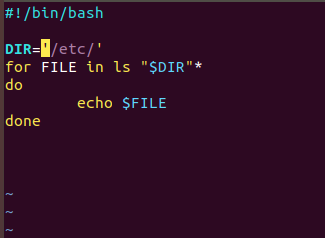 #!/bin/bash
DIR='/etc/'
for FILE in ls "$DIR"*
do
        echo $FILE
done
~
~
~